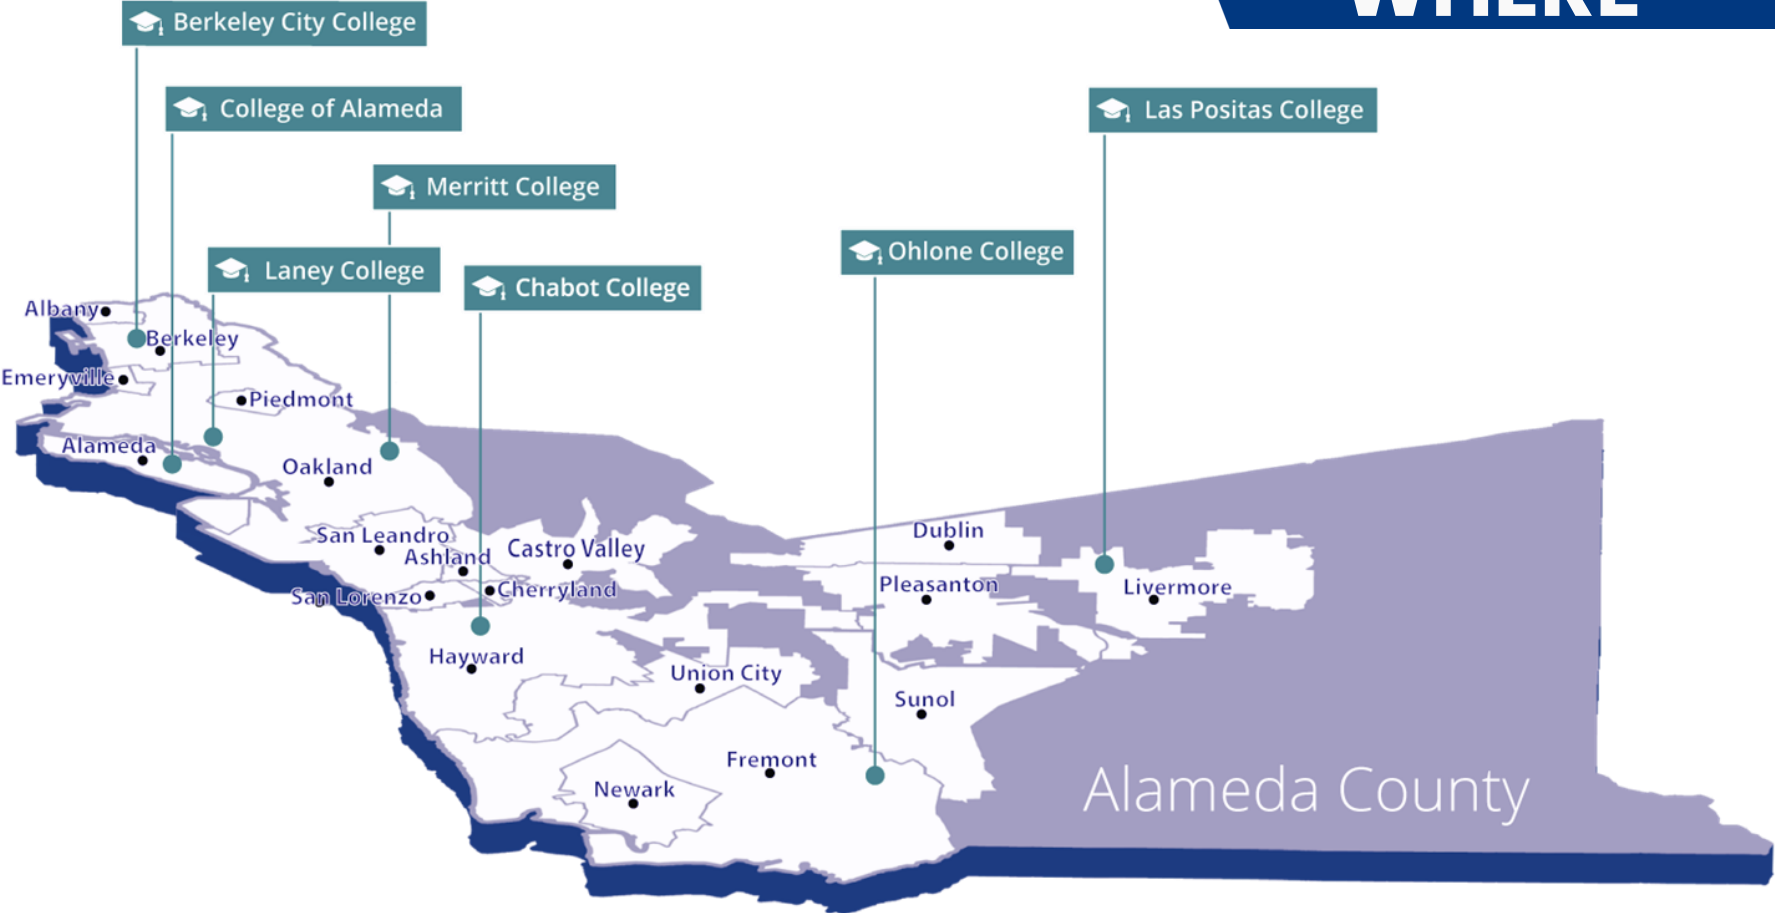 WHERE
Berkeley City College
College of Alameda
Las Positas College
Merritt College
Ohlone College
Laney College
Chabot College
Albany
Berkeley
Emeryville
Piedmont
Alameda
Oakland
San Leandro
Ashland
Castro Valley
Dublin
San Lorenzo
Cherryland
Pleasanton
Livermore
Hayward
Union City
Sunol
Fremont
Newark
Alameda County